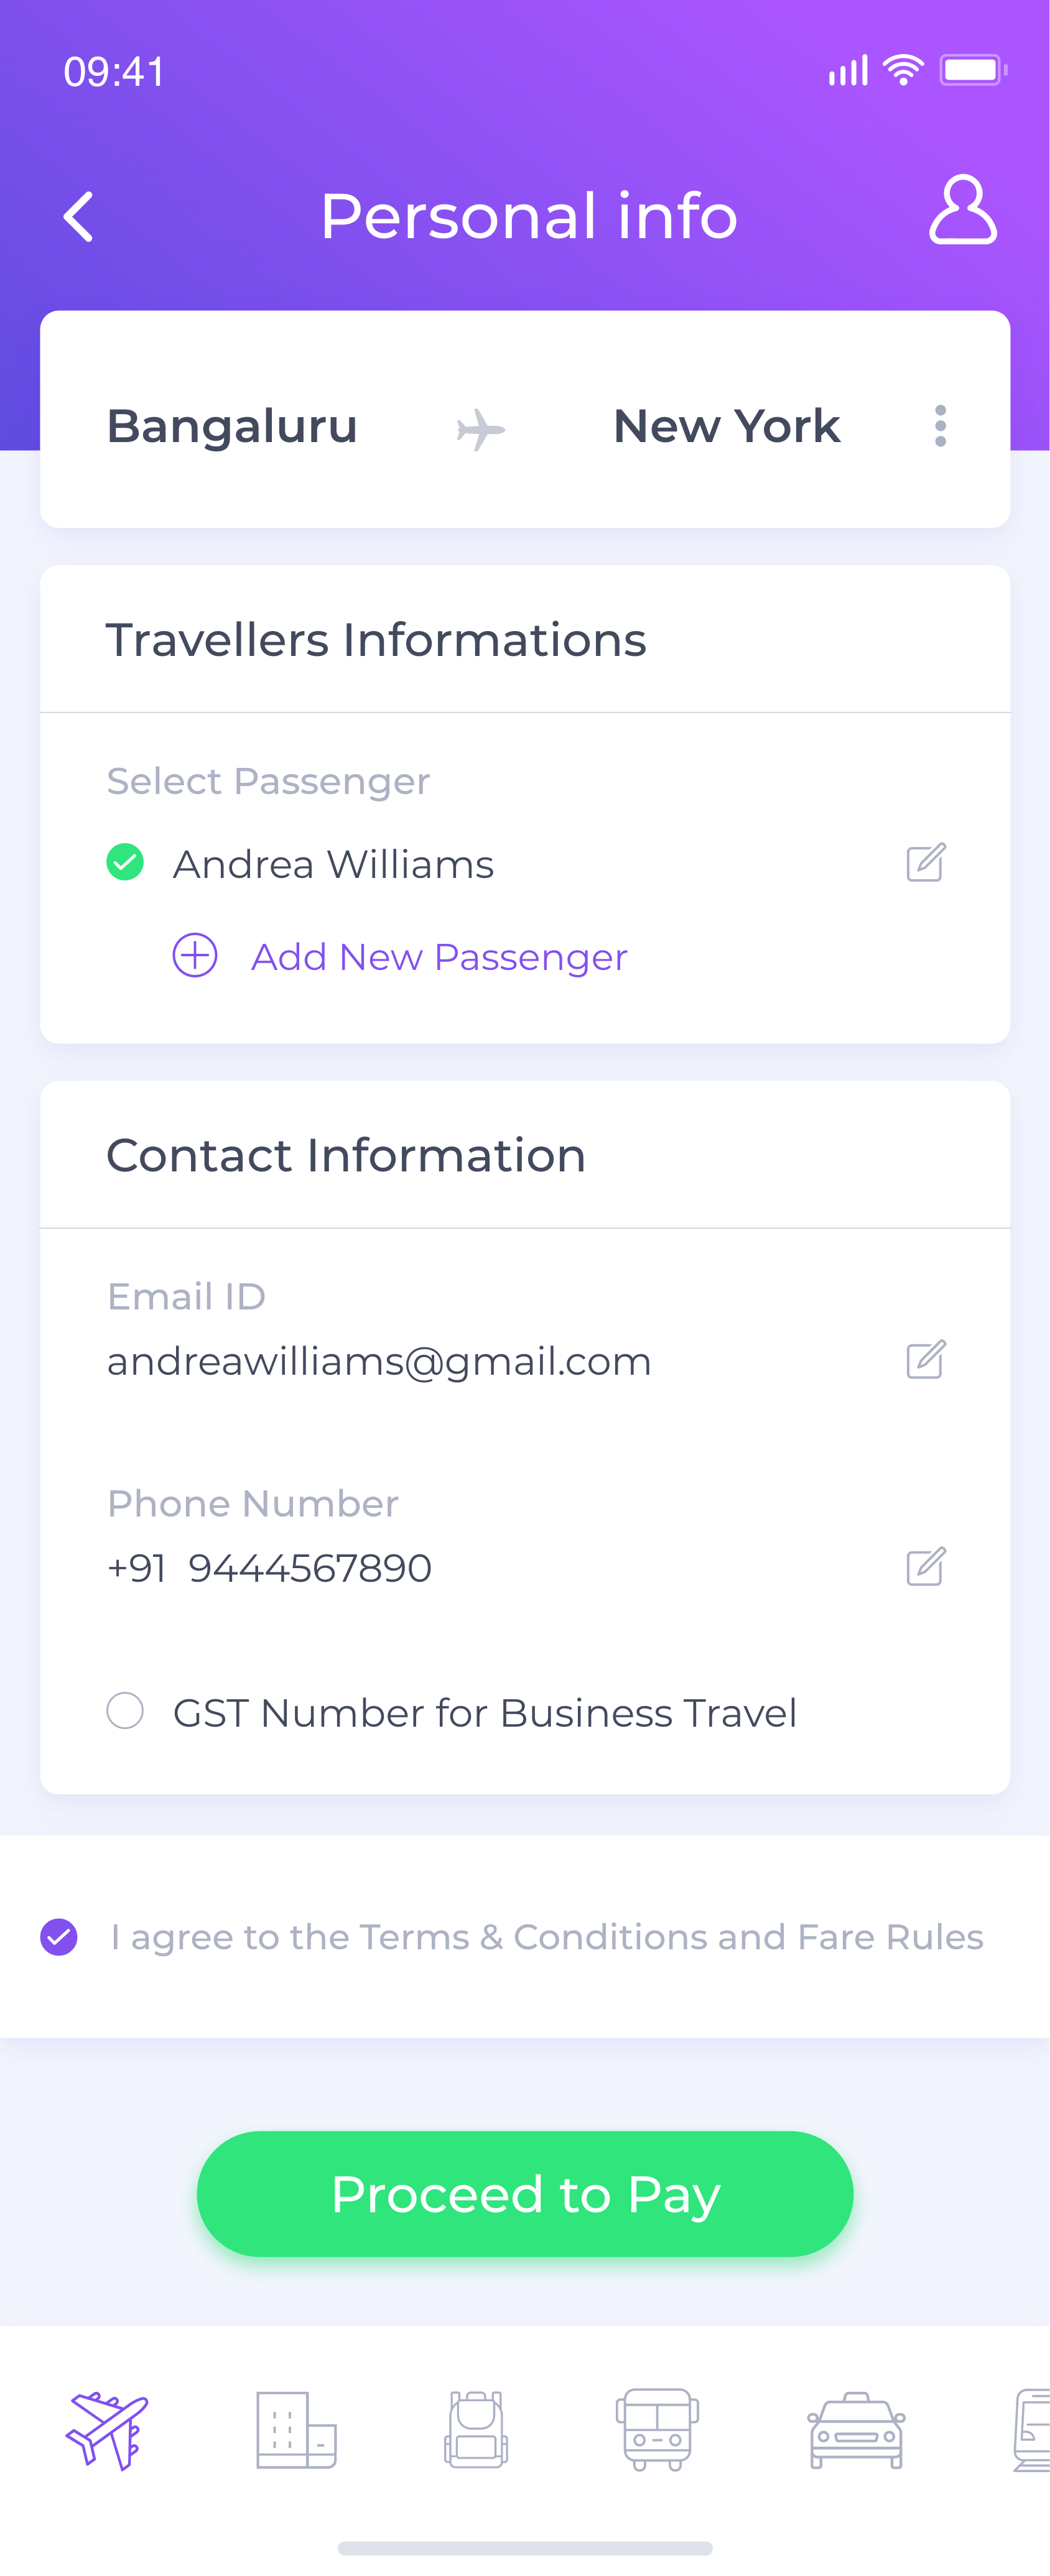 09:41
Personal info
Bangaluru New York
Travellers Informations
Select Passenger
Andrea Williams
Add New Passenger
Contact Information
Email ID
andreawilliams@gmail.com
Phone Number
+91 9444567890
GST Number for Business Travel
I agree to the Terms & Conditions and Fare Rules
Proceed to Pay